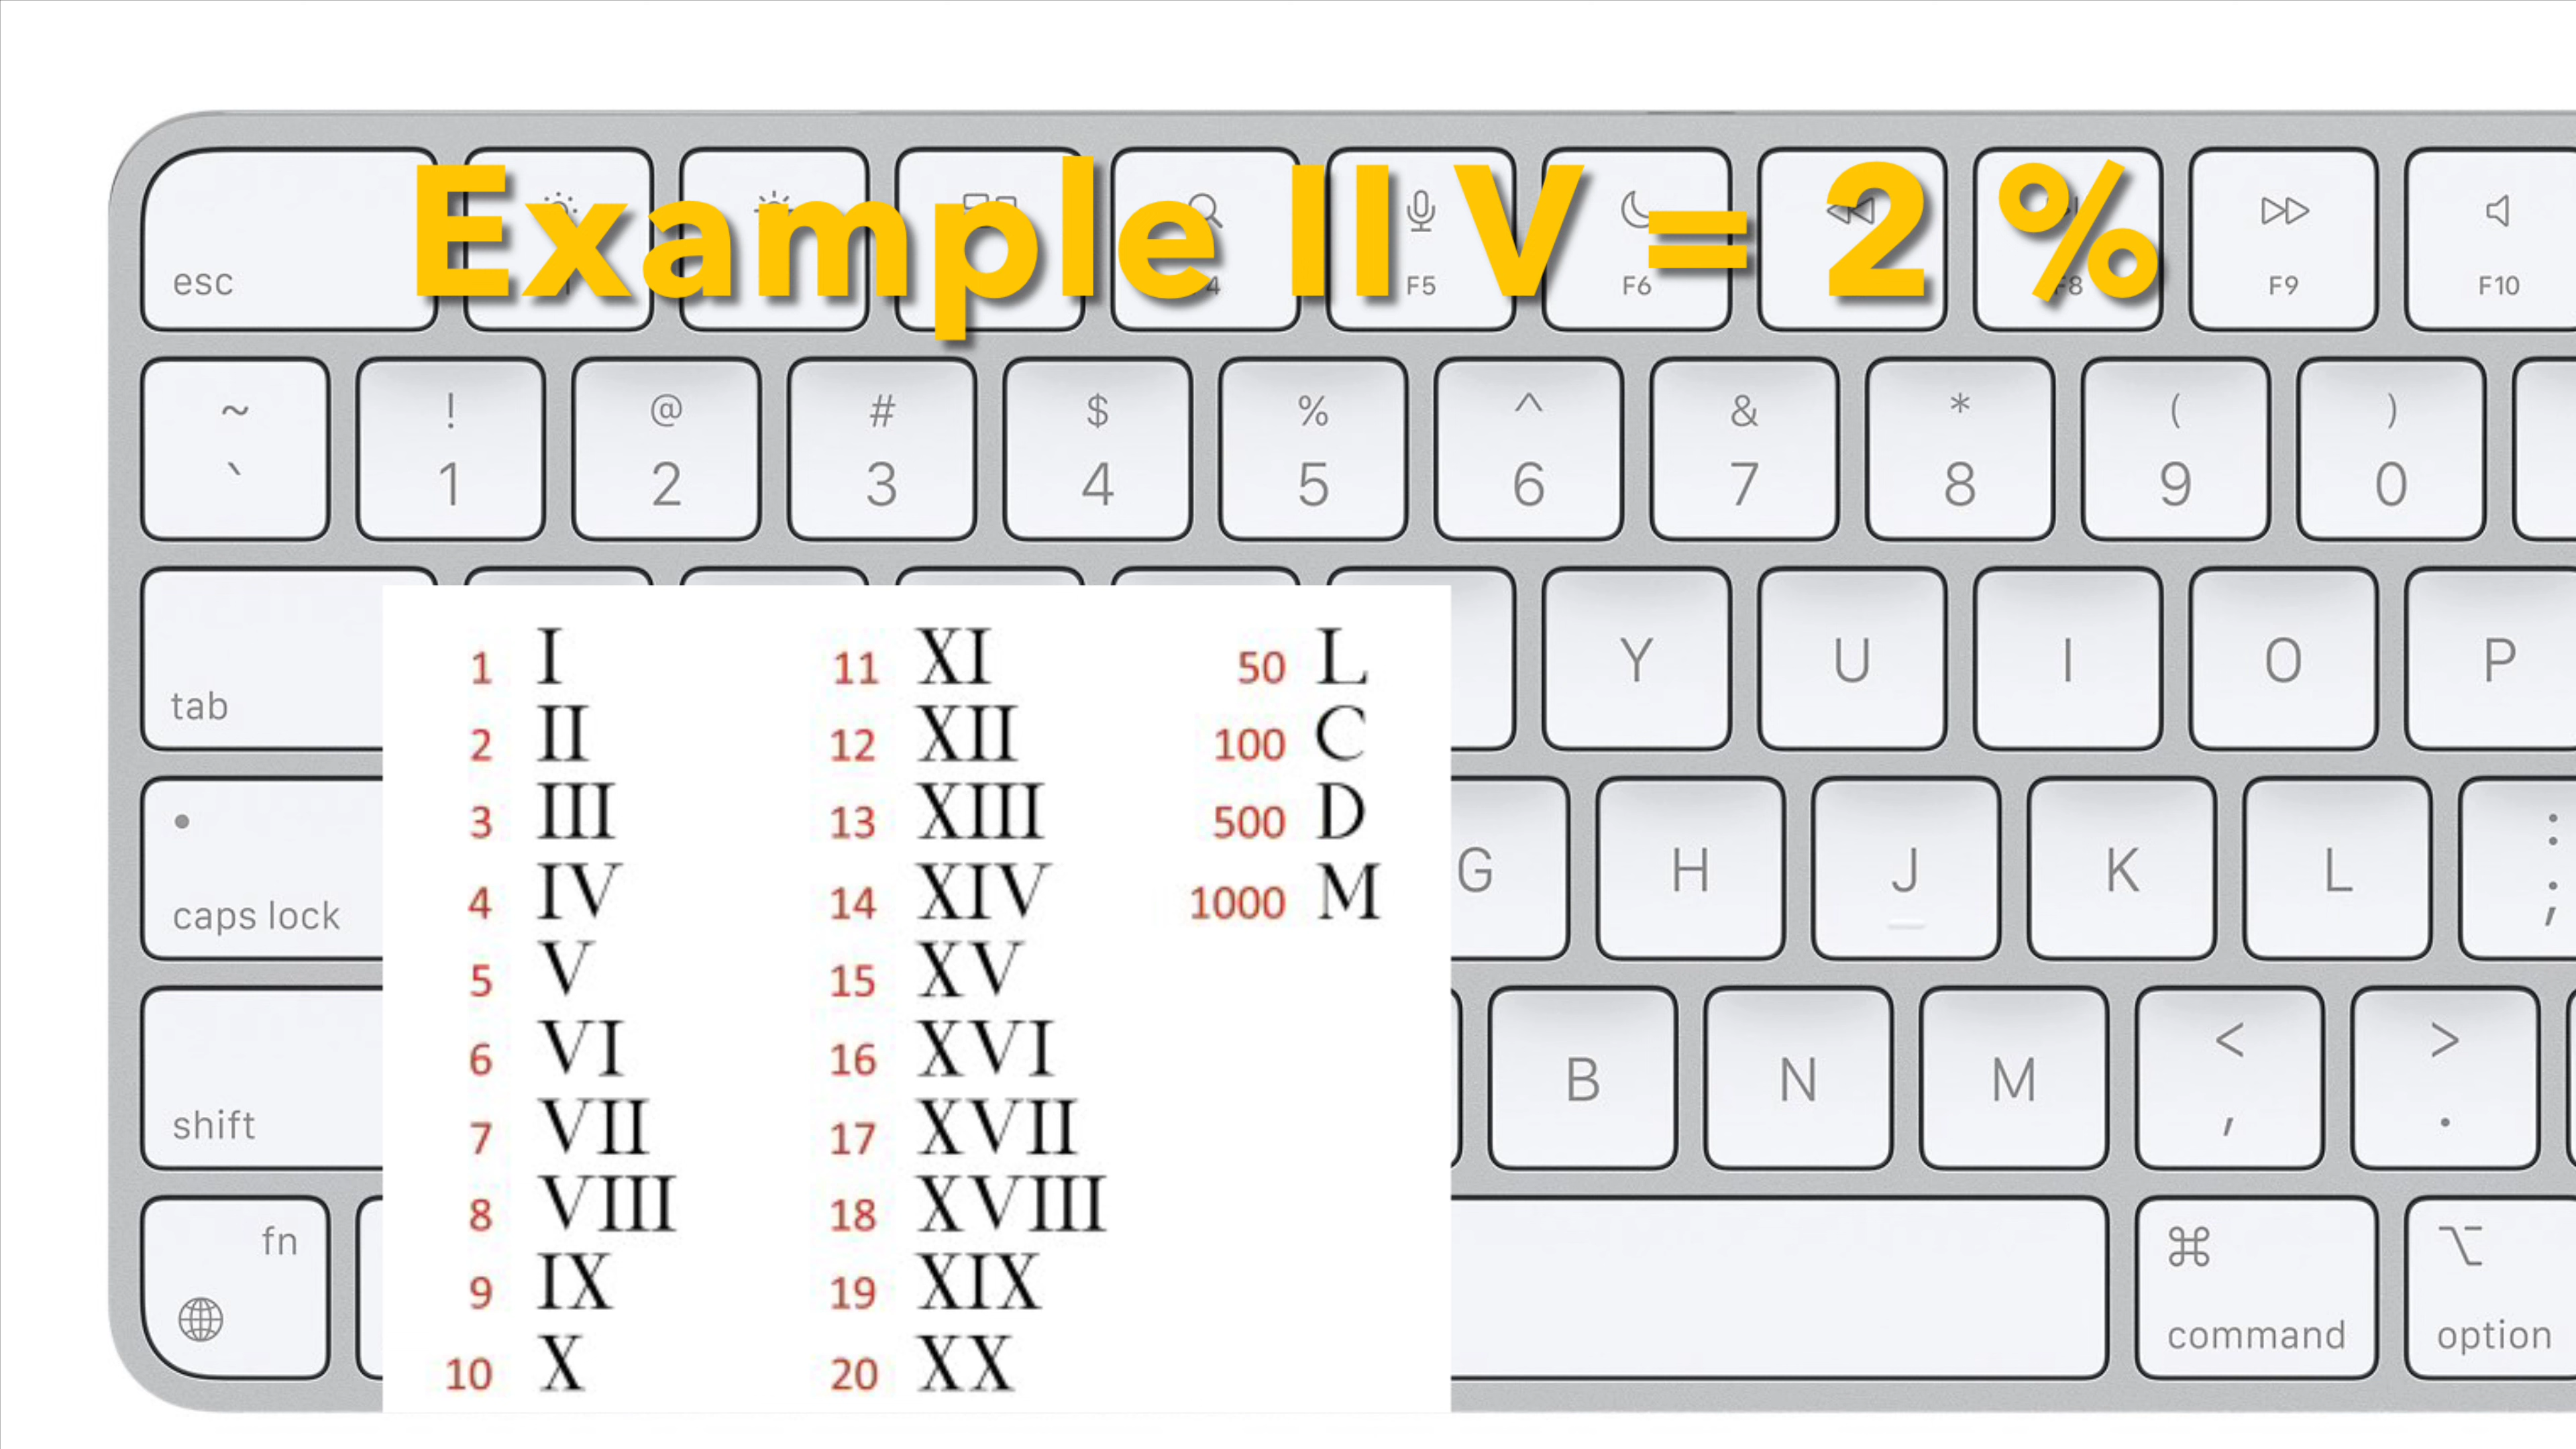 Example II V = 2 %
esc
4
F5
F6
F8
F9
F10
~ ! @ # $ % ^ & * ( )
` 1 2 3 4 5 6 7 8 9 0
tab Y U I O P
caps lock G H J K L : ;
shift B N M < , > .
fn command option
1 I
2 II
3 III
4 IV
5 V
6 VI
7 VII
8 VIII
9 IX
10 X
11 XI
12 XII
13 XIII
14 XIV
15 XV
16 XVI
17 XVII
18 XVIII
19 XIX
20 XX
50 L
100 C
500 D
1000 M